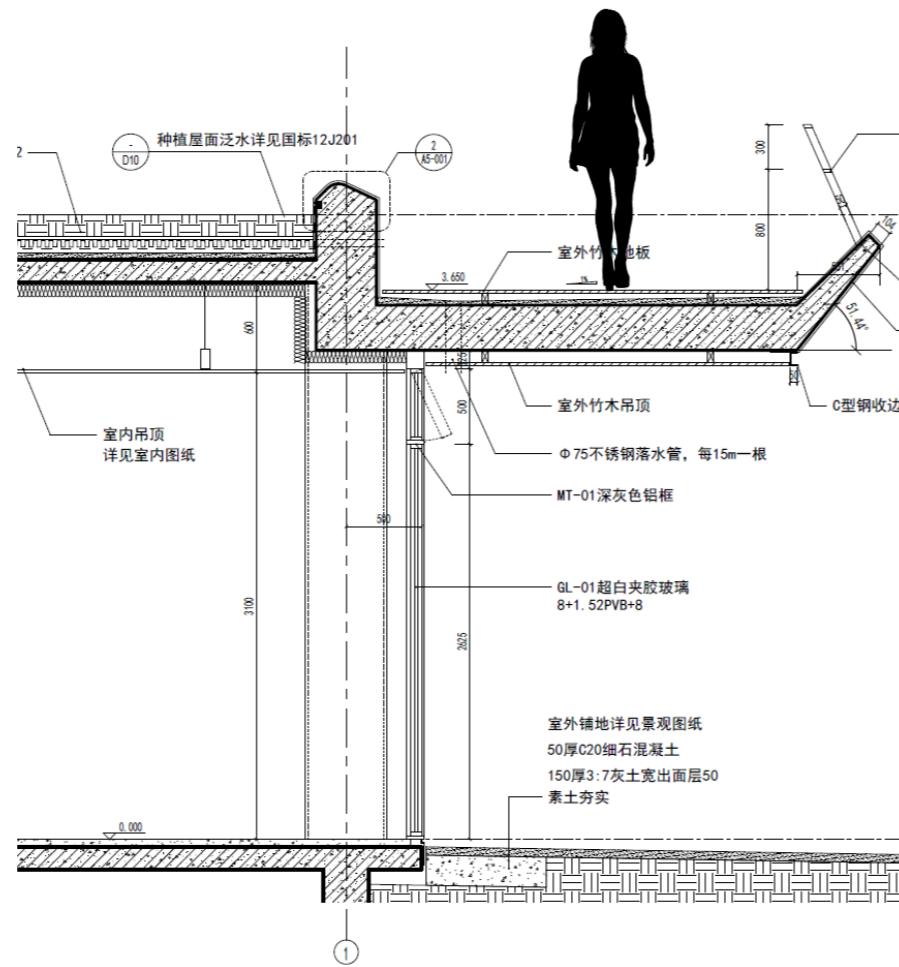 2
-
D10
种植屋面泛水详见国标12J201
2
A5-001
300
800
104
室外竹木地板
3.650
51.44°
600
500
50
室外竹木吊顶
C型钢收边
室内吊顶
详见室内图纸
Φ75不锈钢落水管，每15m一根
MT-01深灰色铝框
500
GL-01超白夹胶玻璃
8+1.52PVB+8
3100
2625
室外铺地详见景观图纸
50厚C20细石混凝土
150厚3:7灰土宽出面层50
素土夯实
0.000
1